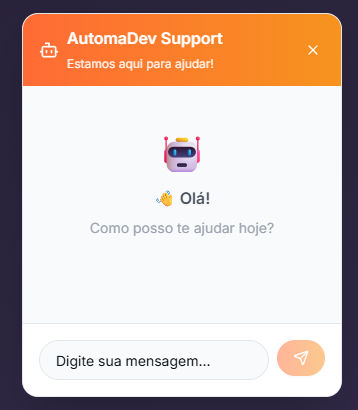 AutomaDev Support
Estamos aqui para ajudar!
👋 Olá!
Como posso te ajudar hoje?
Digite sua mensagem...